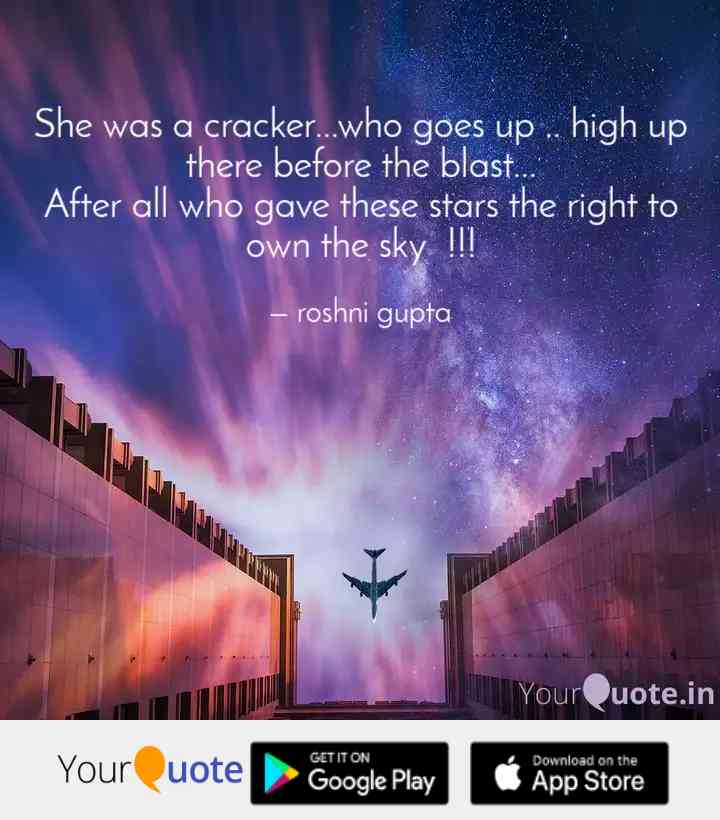 She was a cracker...who goes up .. high up
there before the blast...
After all who gave these stars the right to
own the sky !!!
– roshni gupta
YourQuote.in
YourQuote
GET IT ON
Google Play
Download on the
App Store